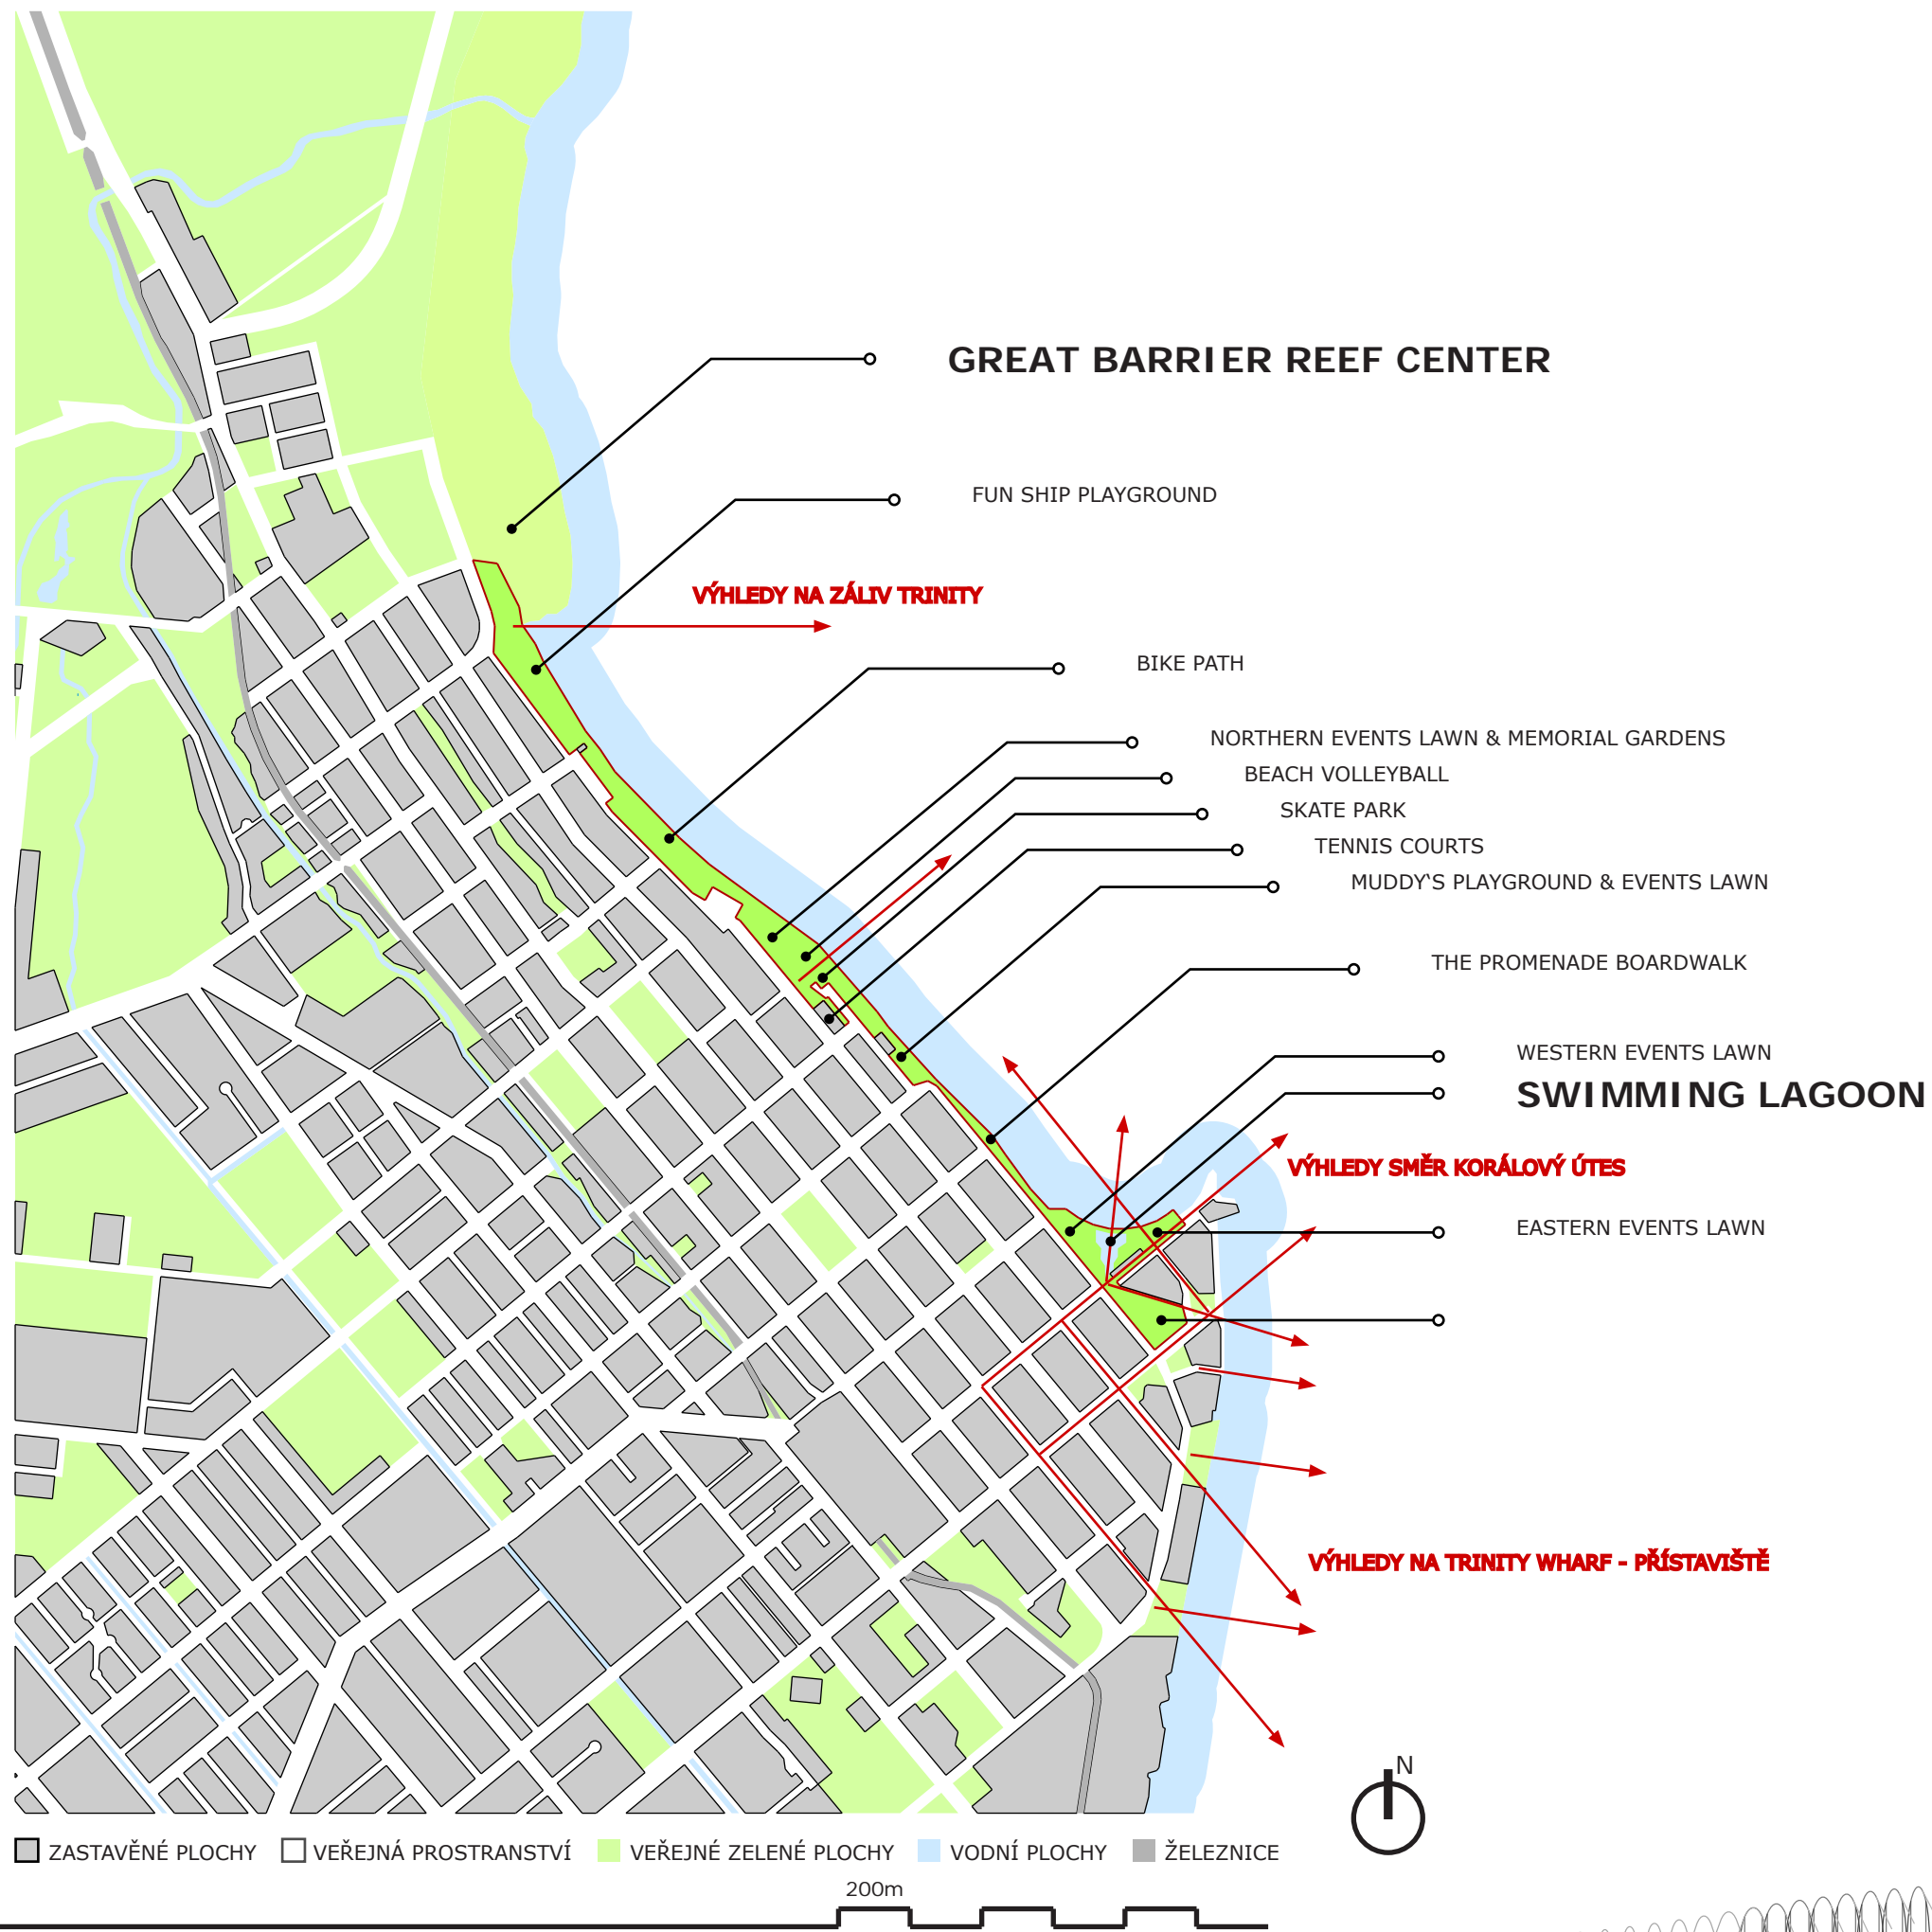 GREAT BARRIER REEF CENTER
FUN SHIP PLAYGROUND
VÝHLEDY NA ZÁLIV TRINITY
BIKE PATH
NORTHERN EVENTS LAWN & MEMORIAL GARDENS
BEACH VOLLEYBALL
SKATE PARK
TENNIS COURTS
MUDDY'S PLAYGROUND & EVENTS LAWN
THE PROMENADE BOARDWALK
WESTERN EVENTS LAWN
SWIMMING LAGOON
VÝHLEDY SMĚR KORÁLOVÝ ÚTES
EASTERN EVENTS LAWN
VÝHLEDY NA TRINITY WHARF - PŘÍSTAVIŠTĚ
N
ZASTAVĚNÉ PLOCHY VEŘEJNÁ PROSTRANSTVÍ VEŘEJNÉ ZELENÉ PLOCHY VODNÍ PLOCHY ŽELEZNICE
200m